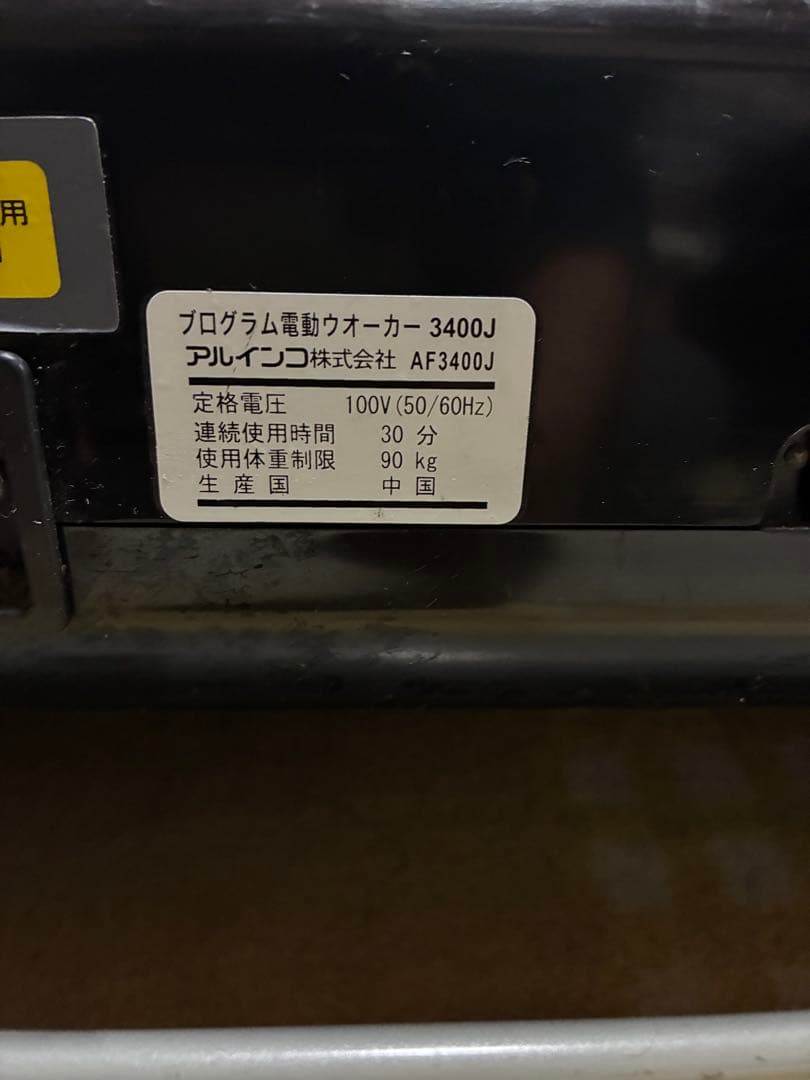 用
プログラム電動ウオーカー 3400J
アルインコ株式会社 AF3400J
定格電圧 100V(50/60Hz)
連続使用時間 30 分
使用体重制限 90 kg
生産国 中国